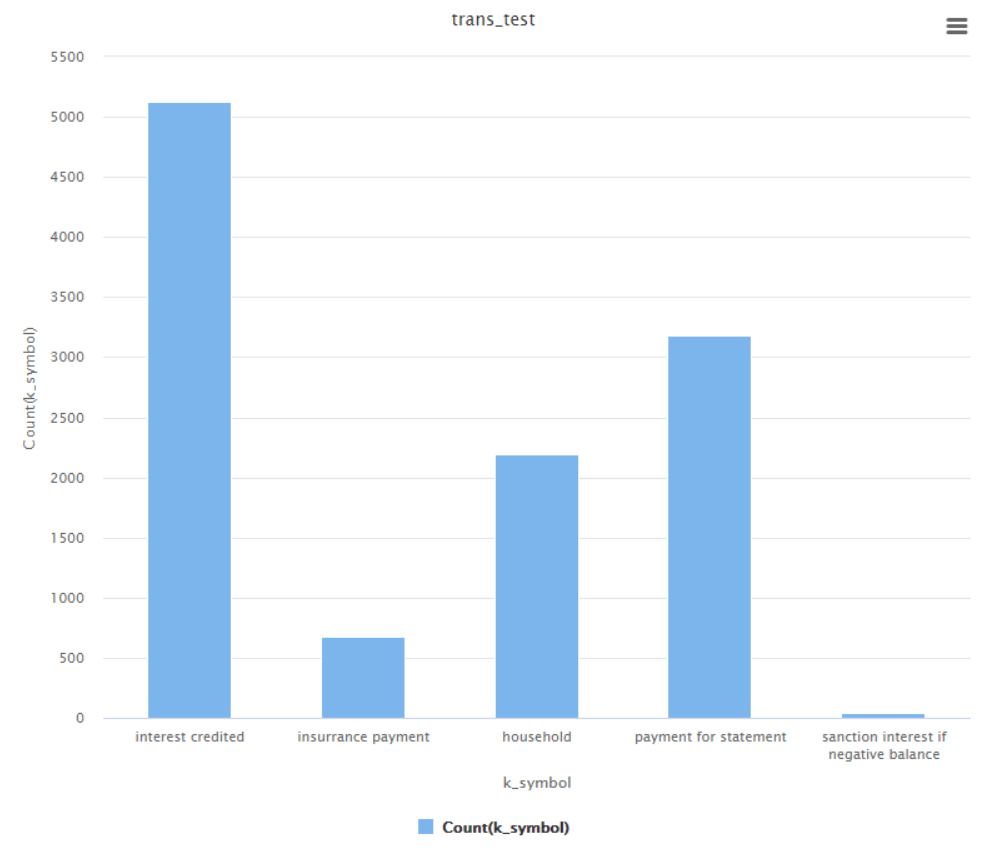 trans_test
5500
5000
4500
4000
3500
3000
2500
2000
1500
1000
500
0
Count(k_symbol)
interest credited
insurrance payment
household
payment for statement
sanction interest if
negative balance
k_symbol
Count(k_symbol)